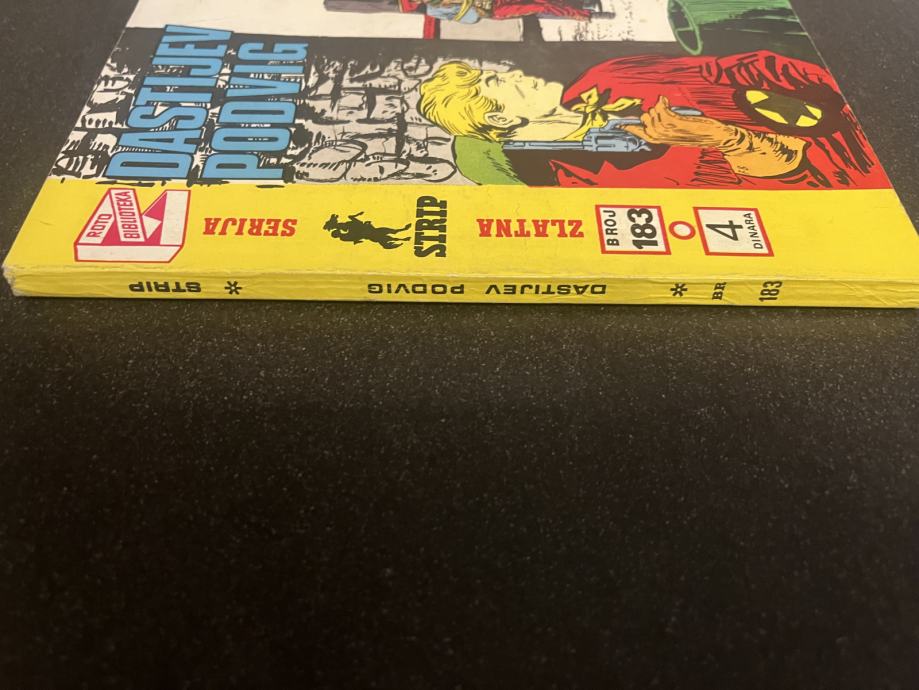 DASTIJEV
PODVIG
ROTO
BIBLIOTEKA
SERIJA
STRIP
ZLATNA
BROJ
183
4
DINARA
STRIP * DASTIJEV PODVIG * BR 183